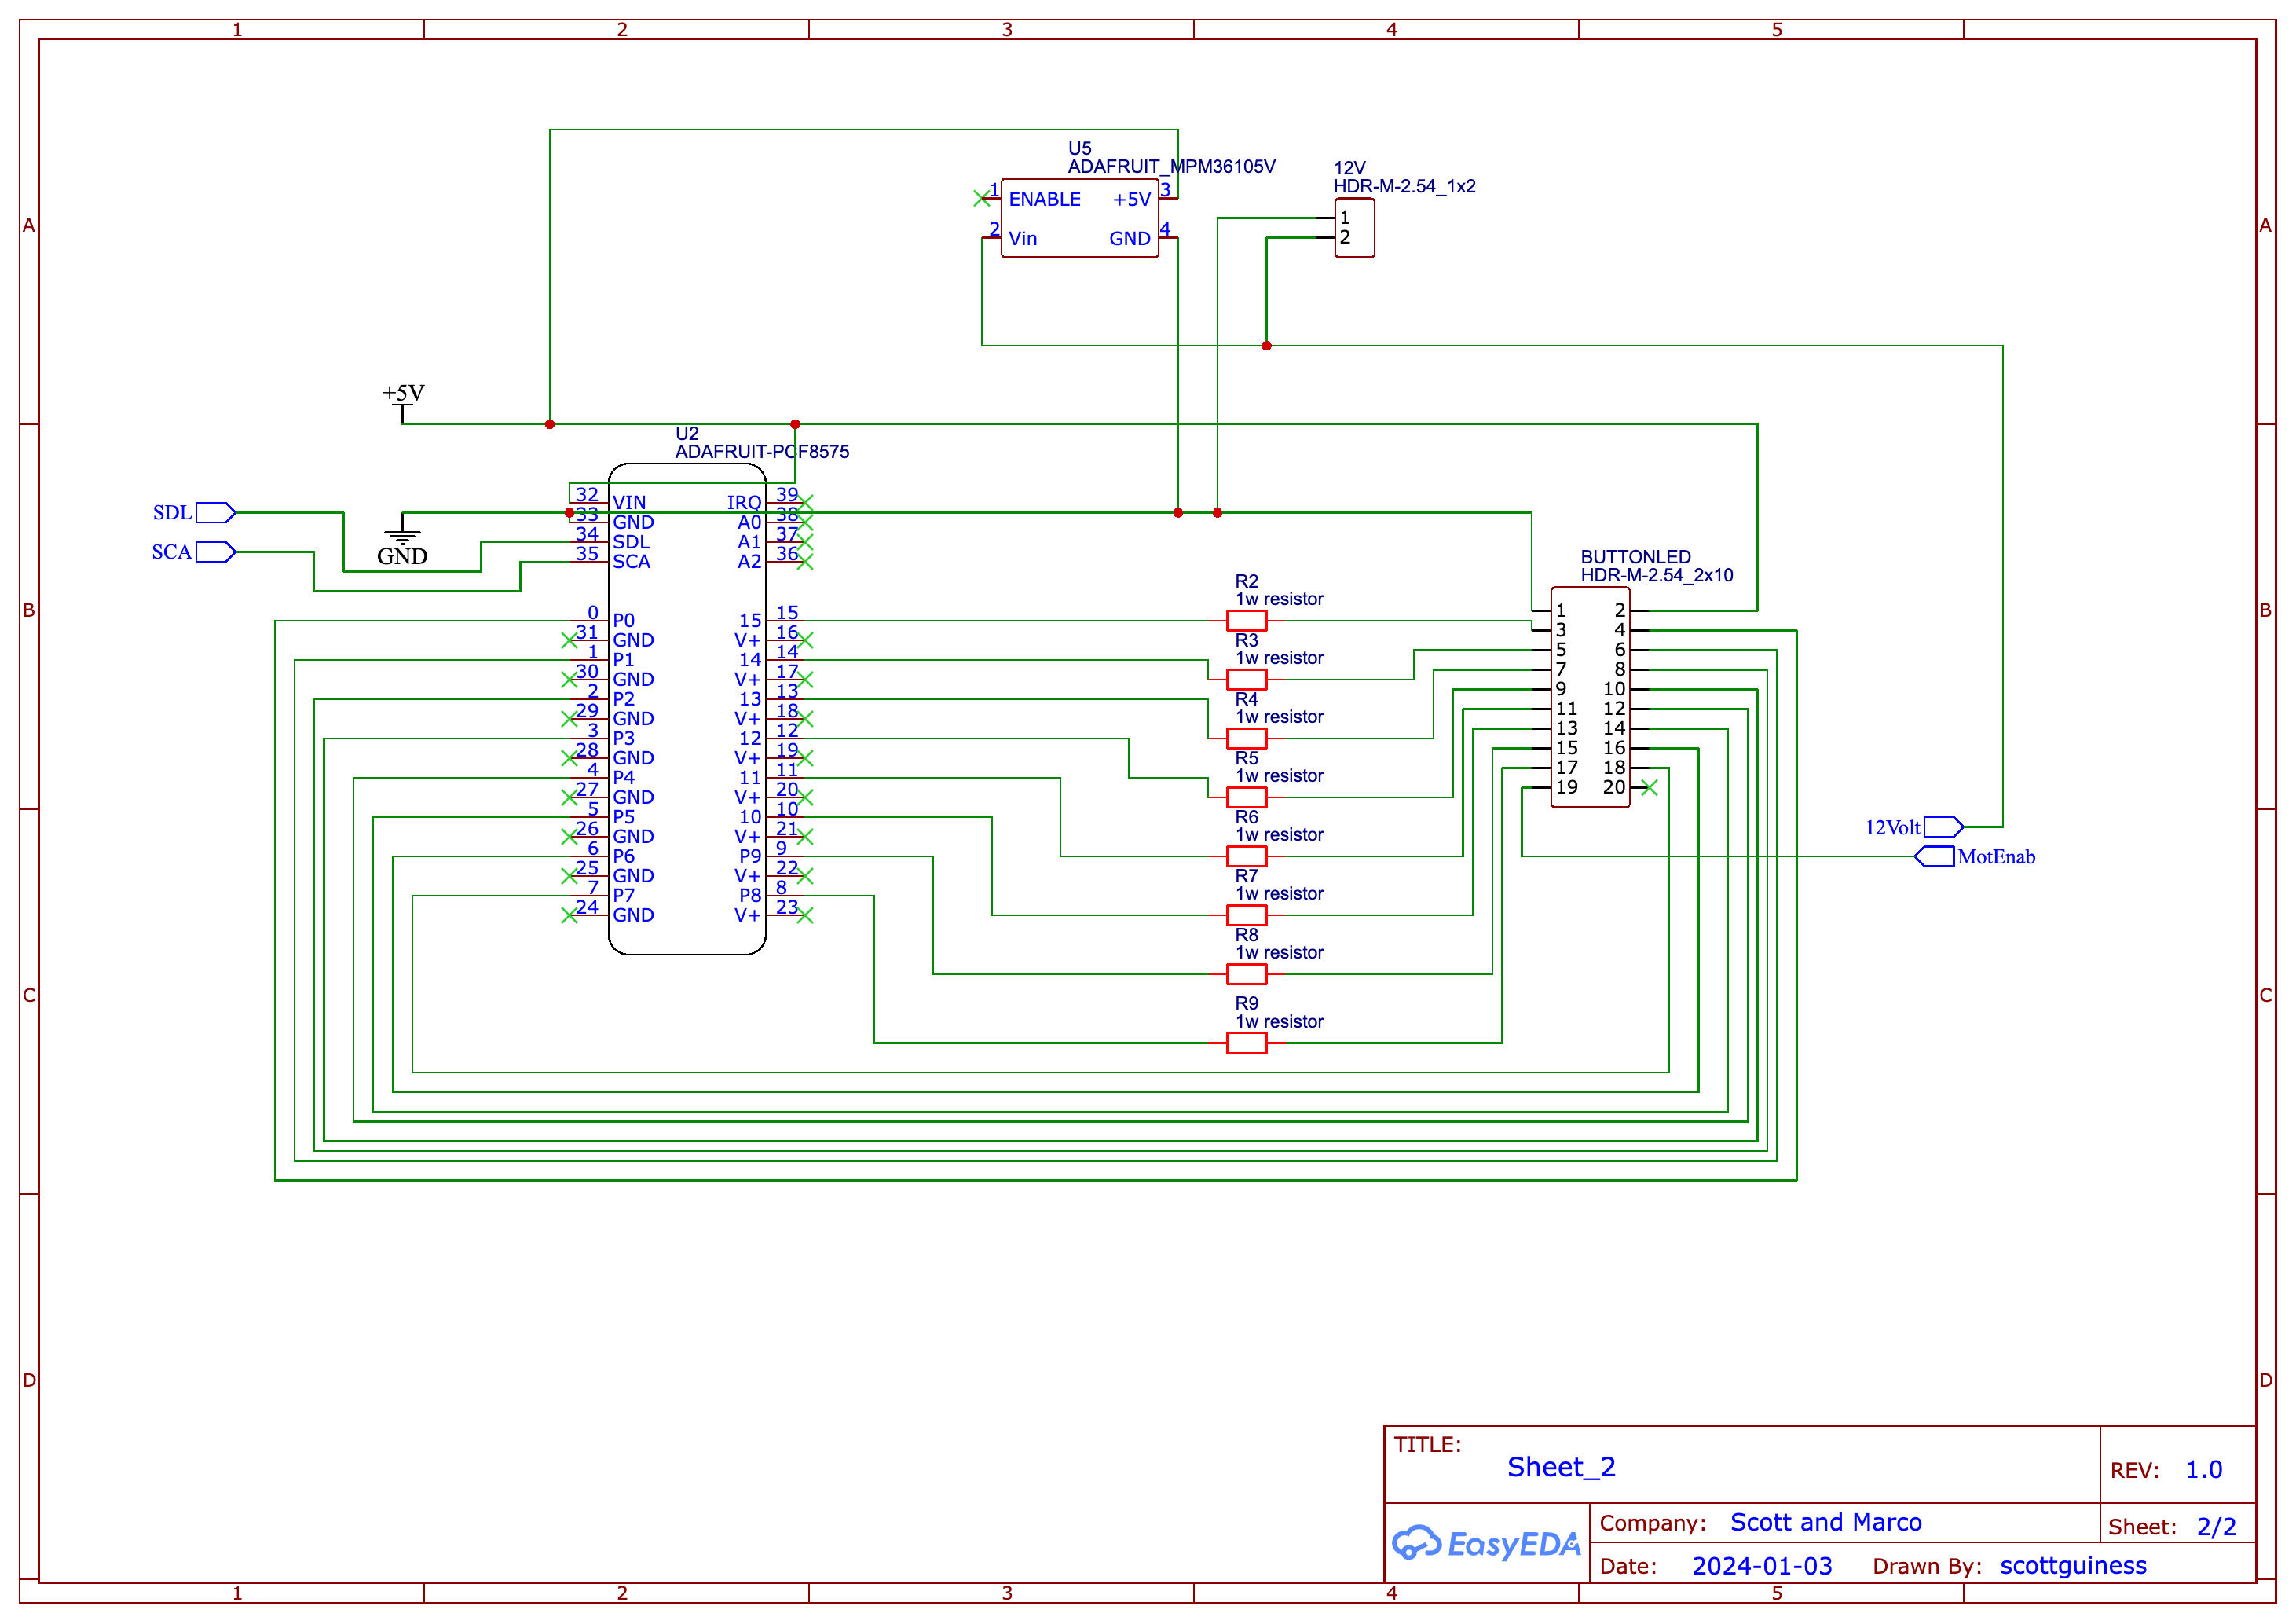 1 2 3 4 5
A A
B B
C C
D D
U5
ADAFRUIT_MPM36105V
1 ENABLE +5V 3
2 Vin GND 4
12V
HDR-M-2.54_1x2
1
2
+5V
GND
SDL
SCA
U2
ADAFRUIT-PCF8575
32 VIN IRQ 39
33 GND A0 38
34 SDL A1 37
35 SCA A2 36
0 P0 15 15
31 GND V+ 16
1 P1 14 14
30 GND V+ 17
2 P2 13 13
29 GND V+ 18
3 P3 12 12
28 GND V+ 19
4 P4 11 11
27 GND V+ 20
5 P5 10 10
26 GND V+ 21
6 P6 P9 9
25 GND V+ 22
7 P7 P8 8
24 GND V+ 23
R2
1w resistor
R3
1w resistor
R4
1w resistor
R5
1w resistor
R6
1w resistor
R7
1w resistor
R8
1w resistor
R9
1w resistor
BUTTONLED
HDR-M-2.54_2x10
1 2
3 4
5 6
7 8
9 10
11 12
13 14
15 16
17 18
19 20
12Volt
MotEnab
TITLE:
Sheet_2
REV: 1.0
EasyEDA
Company: Scott and Marco
Sheet: 2/2
Date: 2024-01-03 Drawn By: scottguiness
1 2 3 4 5